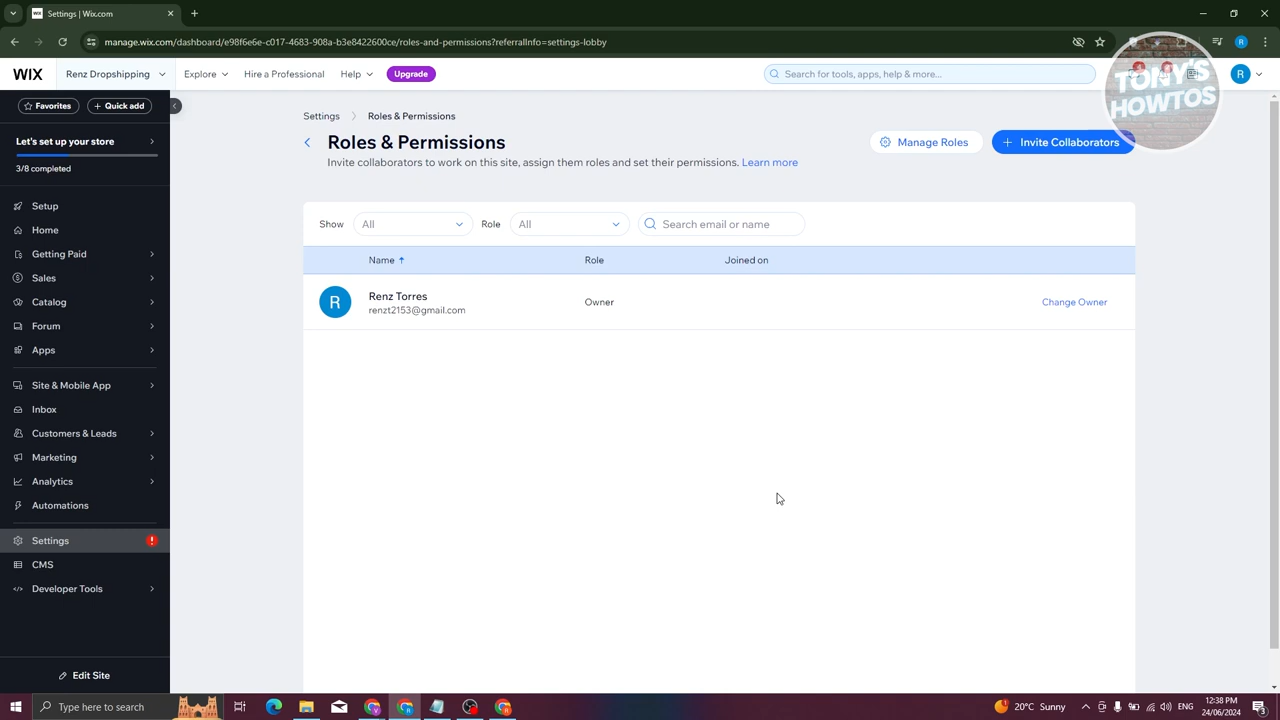 Settings | Wix.com
manage.wix.com/dashboard/e98f6e6e-c017-4683-908a-b3e8422600ce/roles-and-permissions?referralInfo=settings-lobby
R
WIX
Renz Dropshipping
Explore
Hire a Professional
Help
Upgrade
Search for tools, apps, help & more...
R
TONY'S
HOWTOS
Favorites
Quick add
Let's set up your store
3/8 completed
Setup
Home
Getting Paid
Sales
Catalog
Forum
Apps
Site & Mobile App
Inbox
Customers & Leads
Marketing
Analytics
Automations
Settings
CMS
Developer Tools
Edit Site
Settings
Roles & Permissions
Roles & Permissions
Invite collaborators to work on this site, assign them roles and set their permissions. Learn more
Manage Roles
Invite Collaborators
Show
All
Role
All
Search email or name
Name
Role
Joined on
R
Renz Torres
renzt2153@gmail.com
Owner
Change Owner
Type here to search
20°C Sunny
ENG
12:38 PM
24/06/2024